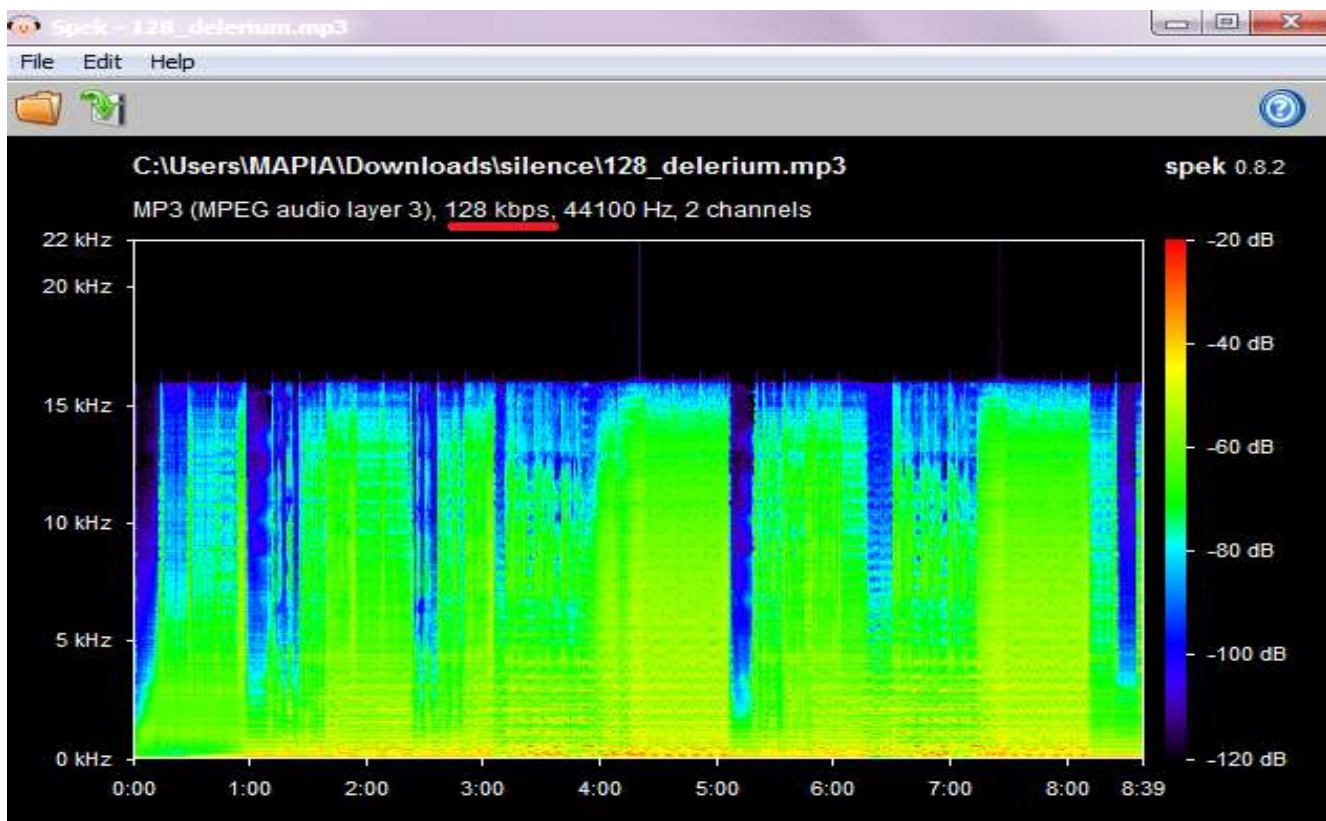 Spek - 128_delerium.mp3
File Edit Help
C:\Users\MAPIA\Downloads\silence\128_delerium.mp3 spek 0.8.2
MP3 (MPEG audio layer 3), 128 kbps, 44100 Hz, 2 channels
22 kHz -20 dB
20 kHz
-40 dB
15 kHz
-60 dB
10 kHz
-80 dB
5 kHz
-100 dB
0 kHz -120 dB
0:00 1:00 2:00 3:00 4:00 5:00 6:00 7:00 8:00 8:39